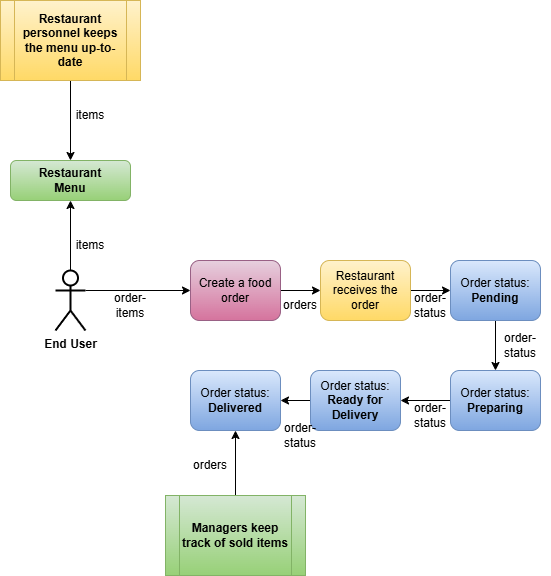 Restaurant
personnel keeps
the menu up-to-
date
items
Restaurant
Menu
items
End User
order-
items
Create a food
order
orders
Restaurant
receives the
order
order-
status
Order status:
Pending
order-
status
Order status:
Preparing
order-
status
Order status:
Ready for
Delivery
order-
status
Order status:
Delivered
orders
Managers keep
track of sold items